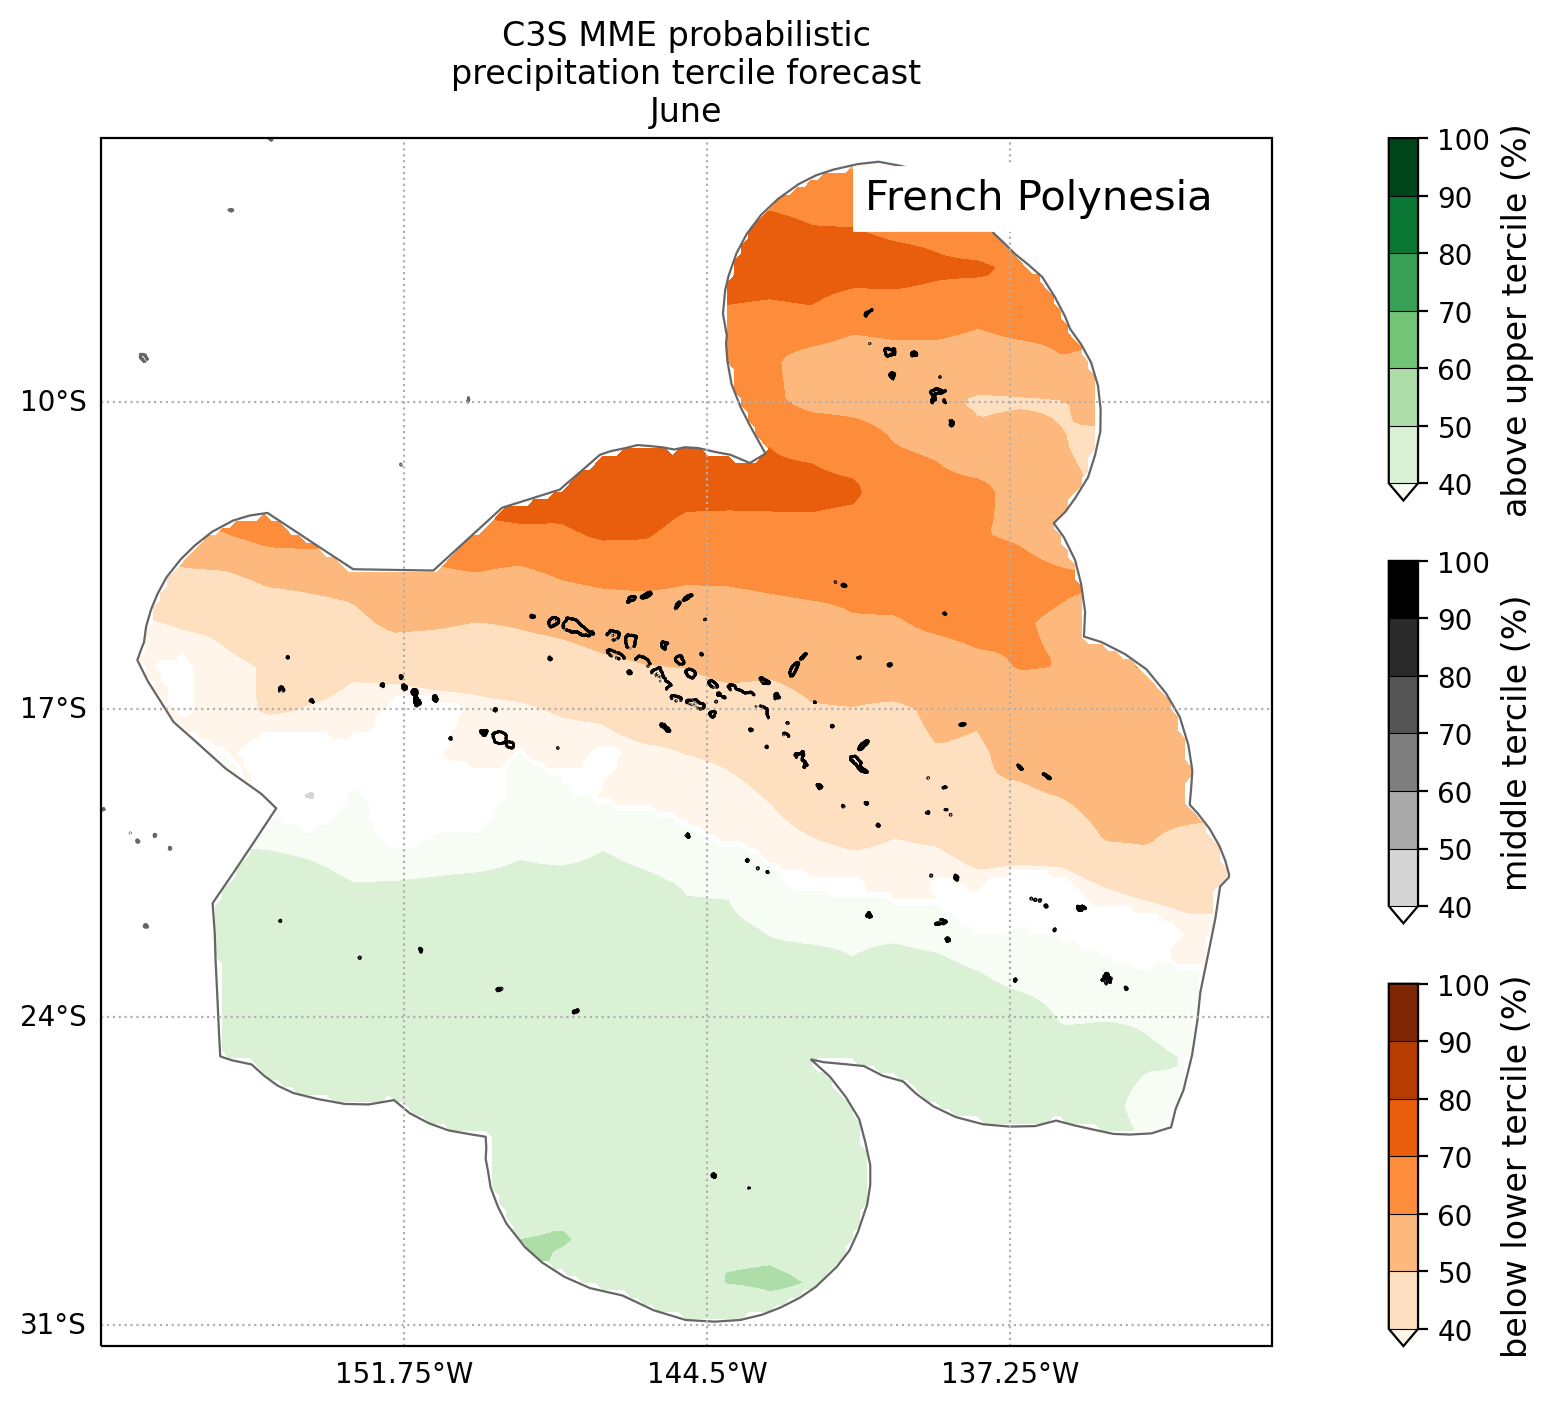 C3S MME probabilistic
precipitation tercile forecast
June
French Polynesia
10°S
17°S
24°S
31°S
151.75°W
144.5°W
137.25°W
100
90
80
70
60
50
40
above upper tercile (%)
100
90
80
70
60
50
40
middle tercile (%)
100
90
80
70
60
50
40
below lower tercile (%)